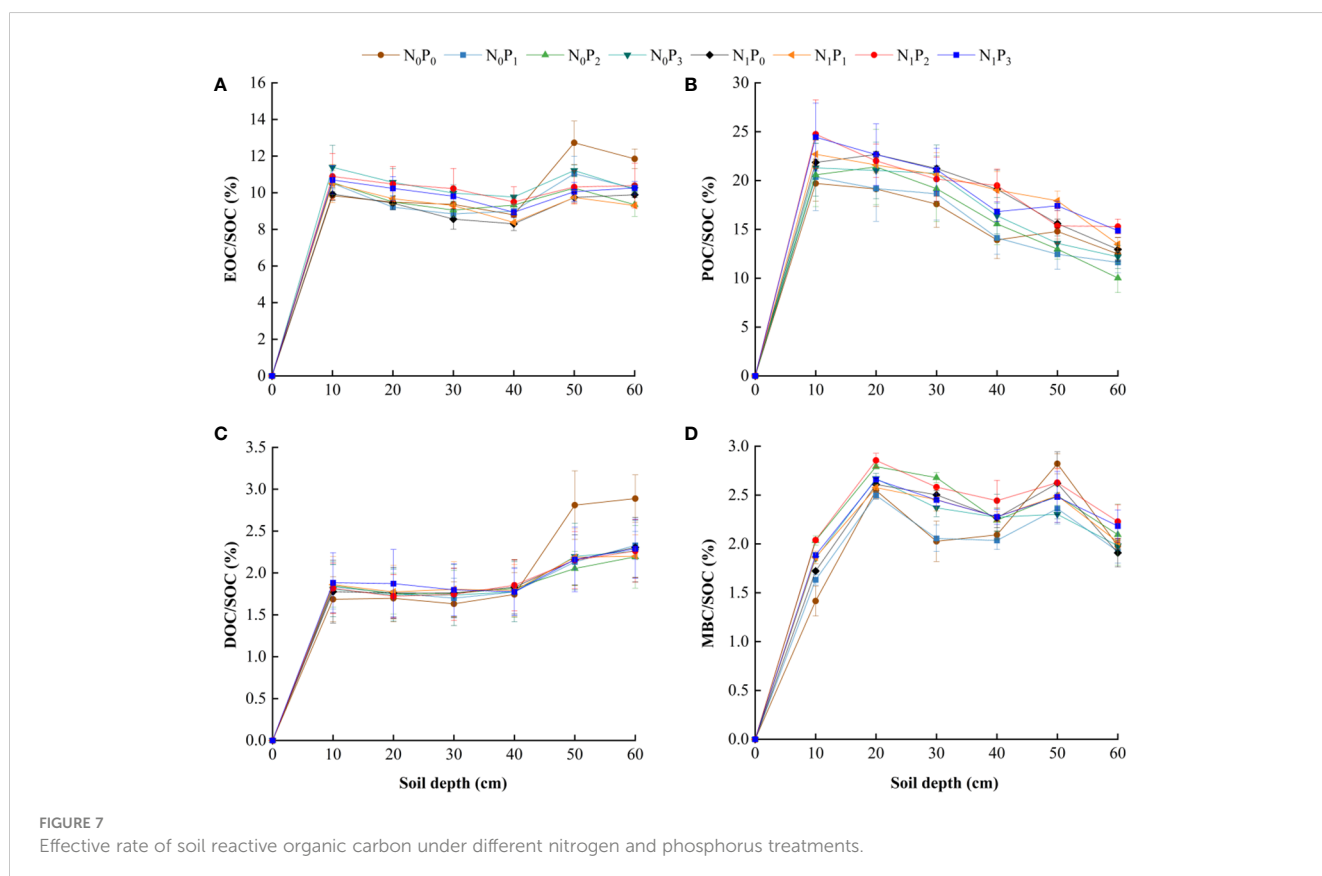 N₀P₀ N₀P₁ N₀P₂ N₀P₃ N₁P₀ N₁P₁ N₁P₂ N₁P₃
A
16
14
12
10
8
6
4
2
0
EOC/SOC (%)
0 10 20 30 40 50 60
B
30
25
20
15
10
5
0
POC/SOC (%)
0 10 20 30 40 50 60
C
3.5
3.0
2.5
2.0
1.5
1.0
0.5
0.0
DOC/SOC (%)
0 10 20 30 40 50 60
Soil depth (cm)
D
3.0
2.5
2.0
1.5
1.0
0.5
0.0
MBC/SOC (%)
0 10 20 30 40 50 60
Soil depth (cm)
FIGURE 7
Effective rate of soil reactive organic carbon under different nitrogen and phosphorus treatments.